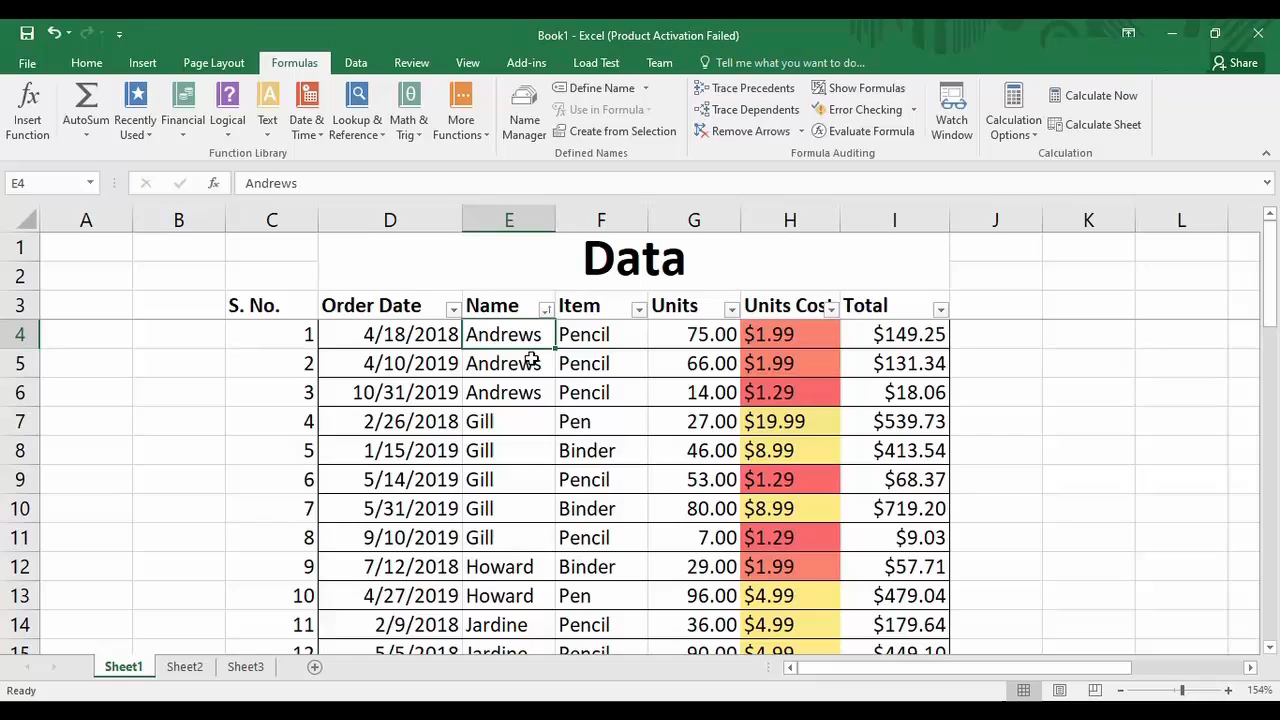 Book1 - Excel (Product Activation Failed)
File Home Insert Page Layout Formulas Data Review View Add-ins Load Test Team Tell me what you want to do... Share
Insert Function
AutoSum
Recently Used
Financial
Logical
Text
Date & Time
Lookup & Reference
Math & Trig
More Functions
Function Library
Name Manager
Define Name
Use in Formula
Create from Selection
Defined Names
Trace Precedents
Trace Dependents
Remove Arrows
Show Formulas
Error Checking
Evaluate Formula
Formula Auditing
Watch Window
Calculation Options
Calculate Now
Calculate Sheet
Calculation
E4 fx Andrews
A B C D E F G H I J K L
1 Data
2
3 S. No. Order Date Name Item Units Units Cost Total
4 1 4/18/2018 Andrews Pencil 75.00 $1.99 $149.25
5 2 4/10/2019 Andrews Pencil 66.00 $1.99 $131.34
6 3 10/31/2019 Andrews Pencil 14.00 $1.29 $18.06
7 4 2/26/2018 Gill Pen 27.00 $19.99 $539.73
8 5 1/15/2019 Gill Binder 46.00 $8.99 $413.54
9 6 5/14/2019 Gill Pencil 53.00 $1.29 $68.37
10 7 5/31/2019 Gill Binder 80.00 $8.99 $719.20
11 8 9/10/2019 Gill Pencil 7.00 $1.29 $9.03
12 9 7/12/2018 Howard Binder 29.00 $1.99 $57.71
13 10 4/27/2019 Howard Pen 96.00 $4.99 $479.04
14 11 2/9/2018 Jardine Pencil 36.00 $4.99 $179.64
15 12 5/5/2018 Jardine Pencil 90.00 $4.99 $449.10
Sheet1 Sheet2 Sheet3
Ready 154%